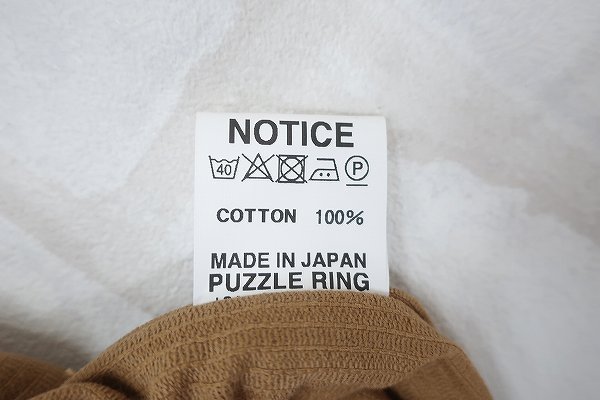 NOTICE
40 P
COTTON 100%
MADE IN JAPAN
PUZZLE RING